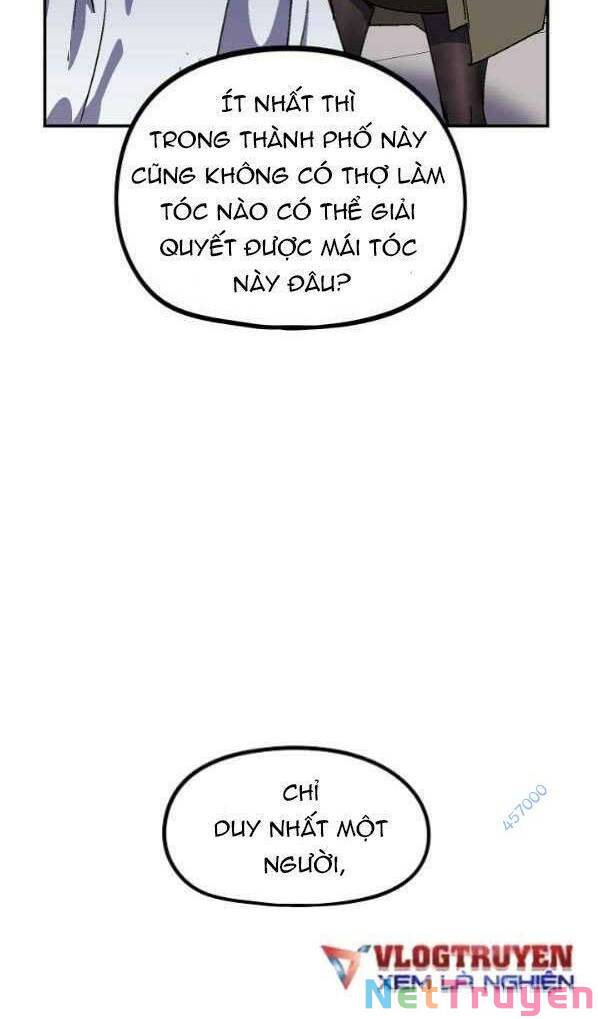 ÍT NHẤT THÌ
TRONG THÀNH PHỐ NÀY
CŨNG KHÔNG CÓ THỢ LÀM
TÓC NÀO CÓ THỂ GIẢI
QUYẾT ĐƯỢC MÁI TÓC
NÀY ĐÂU?
CHỈ
DUY NHẤT MỘT
NGƯỜI,
457000
VLOGTRUYEN
XEM LÀ NGHIỆN
NetTruyen